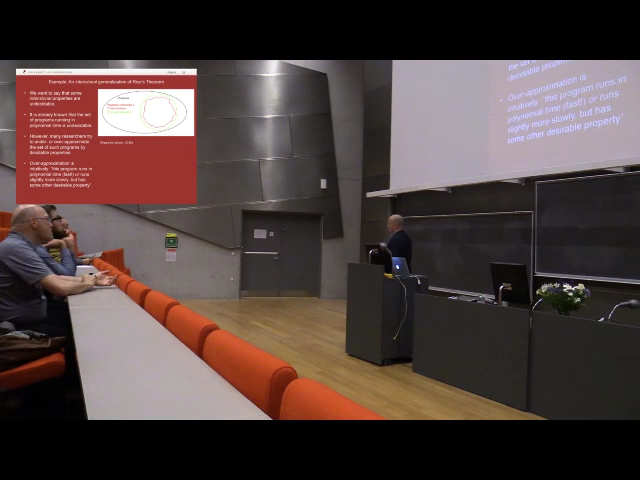 Example: An intensional generalization of Rice's Theorem
• We want to say that some
intensional properties are
undecidable.
• It is already known that the set
of programs running in
polynomial time is undecidable.
• However, many researchers try
to under- or over-approximate
the set of such programs by
decidable properties.
• Over-approximation is
intuitively: "this program runs in
polynomial time (fast!) or runs
slightly more slowly, but has
some other desirable property"
decidable properties.
• Over-approximation is
intuitively: "this program runs in
polynomial time (fast!) or runs
slightly more slowly, but has
some other desirable property"